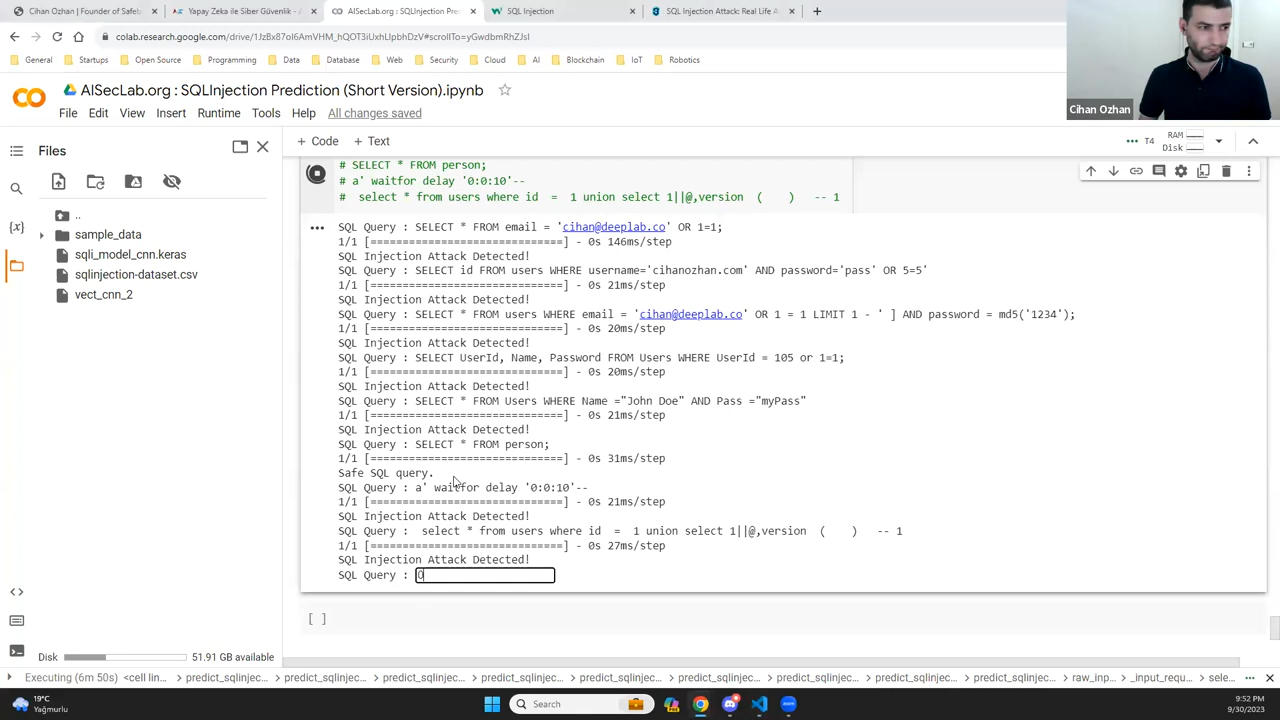 Cihan Ozhan | Founder of Safeb
Yapay Zeka ile Siber Güvenlik - A
AISecLab.org : SQLInjection Pre
SQL Injection
SQL Injection Attack: Real Life A
colab.research.google.com/drive/1JzBx87oI6AmVHM_hQOT3iUxhLlpbhDzV#scrollTo=yGwdbmRhZJsI
General Startups Open Source Programming Data Database Web Security Cloud AI Blockchain IoT Robotics
AISecLab.org : SQLInjection Prediction (Short Version).ipynb
Cihan Ozhan
File Edit View Insert Runtime Tools Help All changes saved
Files
+ Code + Text
T4 RAM
Disk
..
sample_data
sqli_model_cnn.keras
sqlinjection-dataset.csv
vect_cnn_2
# SELECT * FROM person;
# a' waitfor delay '0:0:10'--
#  select * from users where id  =  1 union select 1||@,version  (    )   -- 1
SQL Query : SELECT * FROM email = 'cihan@deeplab.co' OR 1=1;
1/1 [==============================] - 0s 146ms/step
SQL Injection Attack Detected!
SQL Query : SELECT id FROM users WHERE username='cihanozhan.com' AND password='pass' OR 5=5'
1/1 [==============================] - 0s 21ms/step
SQL Injection Attack Detected!
SQL Query : SELECT * FROM users WHERE email = 'cihan@deeplab.co' OR 1 = 1 LIMIT 1 - ' ] AND password = md5('1234');
1/1 [==============================] - 0s 20ms/step
SQL Injection Attack Detected!
SQL Query : SELECT UserId, Name, Password FROM Users WHERE UserId = 105 or 1=1;
1/1 [==============================] - 0s 20ms/step
SQL Injection Attack Detected!
SQL Query : SELECT * FROM Users WHERE Name ="John Doe" AND Pass ="myPass"
1/1 [==============================] - 0s 21ms/step
SQL Injection Attack Detected!
SQL Query : SELECT * FROM person;
1/1 [==============================] - 0s 31ms/step
Safe SQL query.
SQL Query : a' waitfor delay '0:0:10'--
1/1 [==============================] - 0s 21ms/step
SQL Injection Attack Detected!
SQL Query :  select * from users where id  =  1 union select 1||@,version  (    )   -- 1
1/1 [==============================] - 0s 27ms/step
SQL Injection Attack Detected!
SQL Query : O
[ ]
Disk 51.91 GB available
Executing (6m 50s) <cell lin... predict_sqlinjec... predict_sqlinjec... predict_sqlinjec... predict_sqlinjec... predict_sqlinjec... predict_sqlinjec... predict_sqlinjec... predict_sqlinjec... predict_sqlinjec... raw_inp... _input_requ... sele...
19°C
Yağmurlu
Search
9:52 PM
9/30/2023